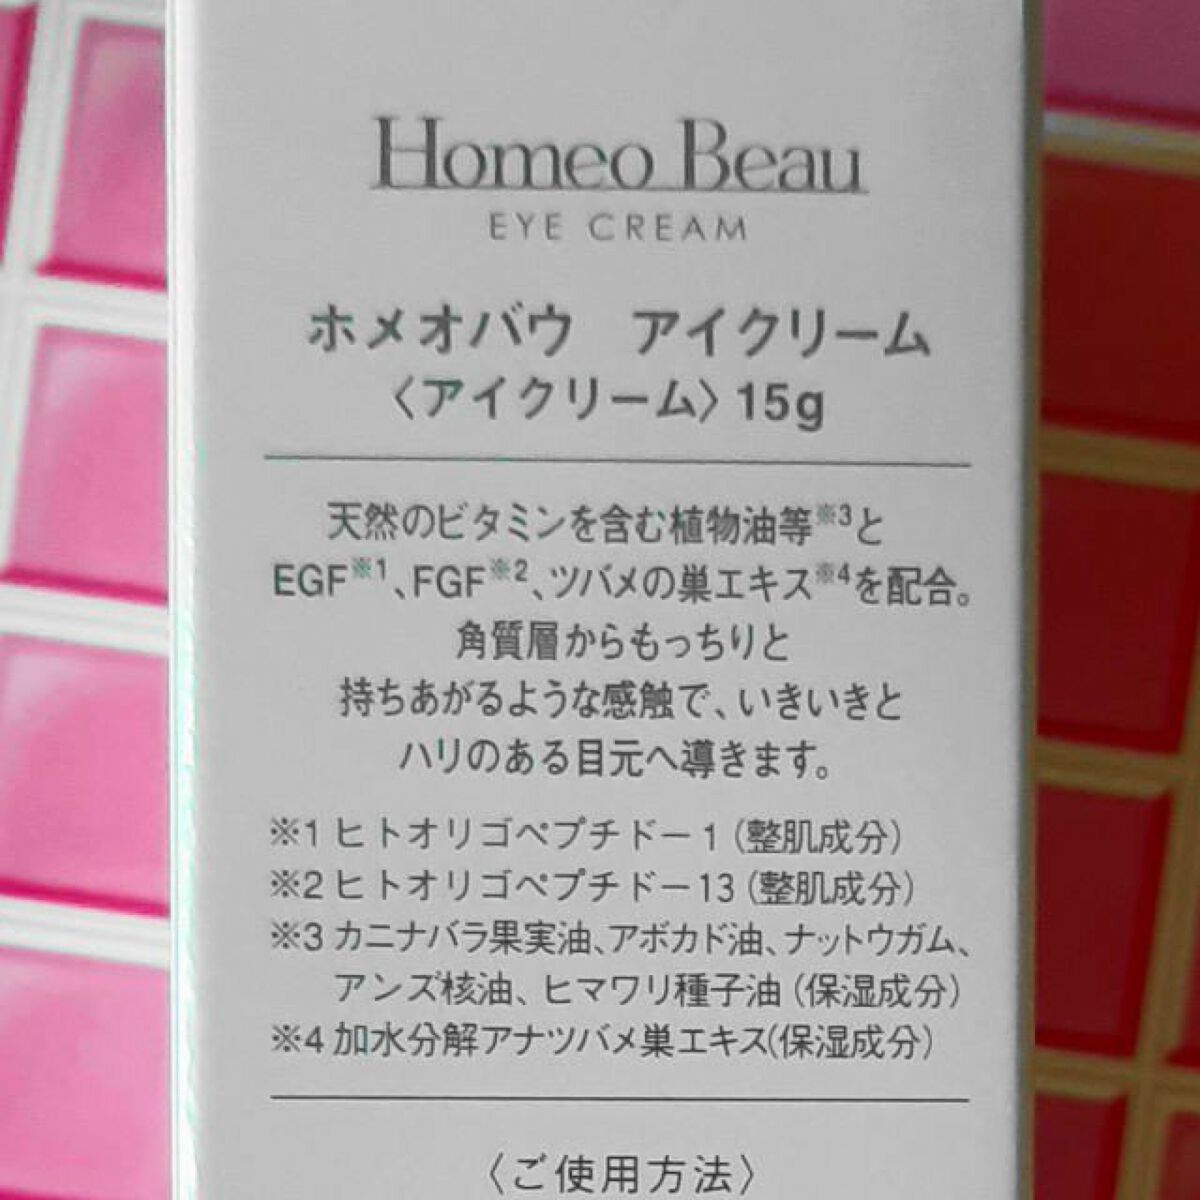 Homeo Beau
EYE CREAM
ホメオバウ　アイクリーム
〈アイクリーム〉15g
天然のビタミンを含む植物油等※3と
EGF※1、FGF※2、ツバメの巣エキス※4を配合。
角質層からもっちりと
持ちあがるような感触で、いきいきと
ハリのある目元へ導きます。
※1 ヒトオリゴペプチドー1（整肌成分）
※2 ヒトオリゴペプチドー13（整肌成分）
※3 カニナバラ果実油、アボカド油、ナットウガム、
アンズ核油、ヒマワリ種子油（保湿成分）
※4 加水分解アナツバメ巣エキス（保湿成分）
〈ご使用方法〉